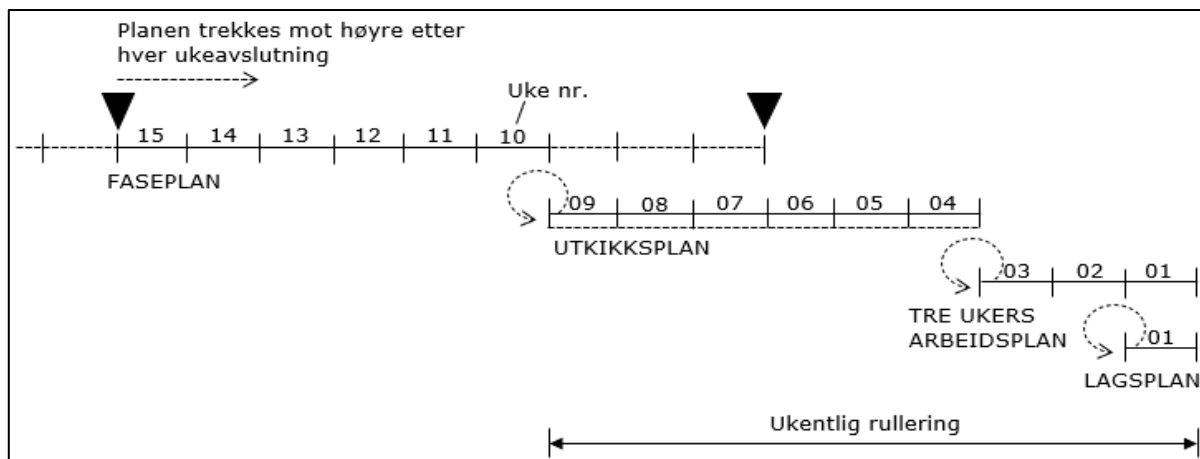 Planen trekkes mot høyre etter
hver ukeavslutning
Uke nr.
15 14 13 12 11 10
FASEPLAN
09 08 07 06 05 04
UTKIKKSPLAN
03 02 01
TRE UKERS
ARBEIDSPLAN
01
LAGSPLAN
Ukentlig rullering